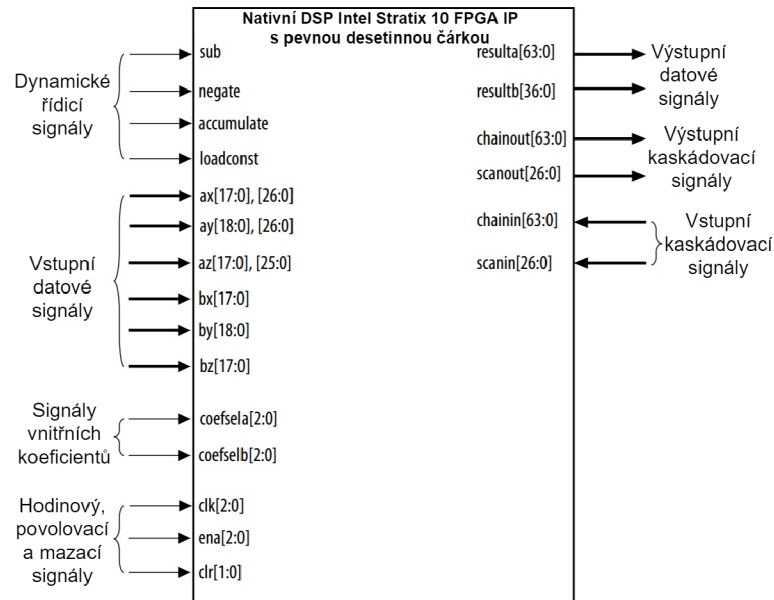 Nativní DSP Intel Stratix 10 FPGA IP
s pevnou desetinnou čárkou
Dynamické
řídicí
signály
sub
negate
accumulate
loadconst
Vstupní
datové
signály
ax[17:0], [26:0]
ay[18:0], [26:0]
az[17:0], [25:0]
bx[17:0]
by[18:0]
bz[17:0]
Signály
vnitřních
koeficientů
coefsela[2:0]
coefselb[2:0]
Hodinový,
povolovací
a mazací
signály
clk[2:0]
ena[2:0]
clr[1:0]
resulta[63:0]
resultb[36:0]
Výstupní
datové
signály
chainout[63:0]
scanout[26:0]
Výstupní
kaskádovací
signály
chainin[63:0]
scanin[26:0]
Vstupní
kaskádovací
signály